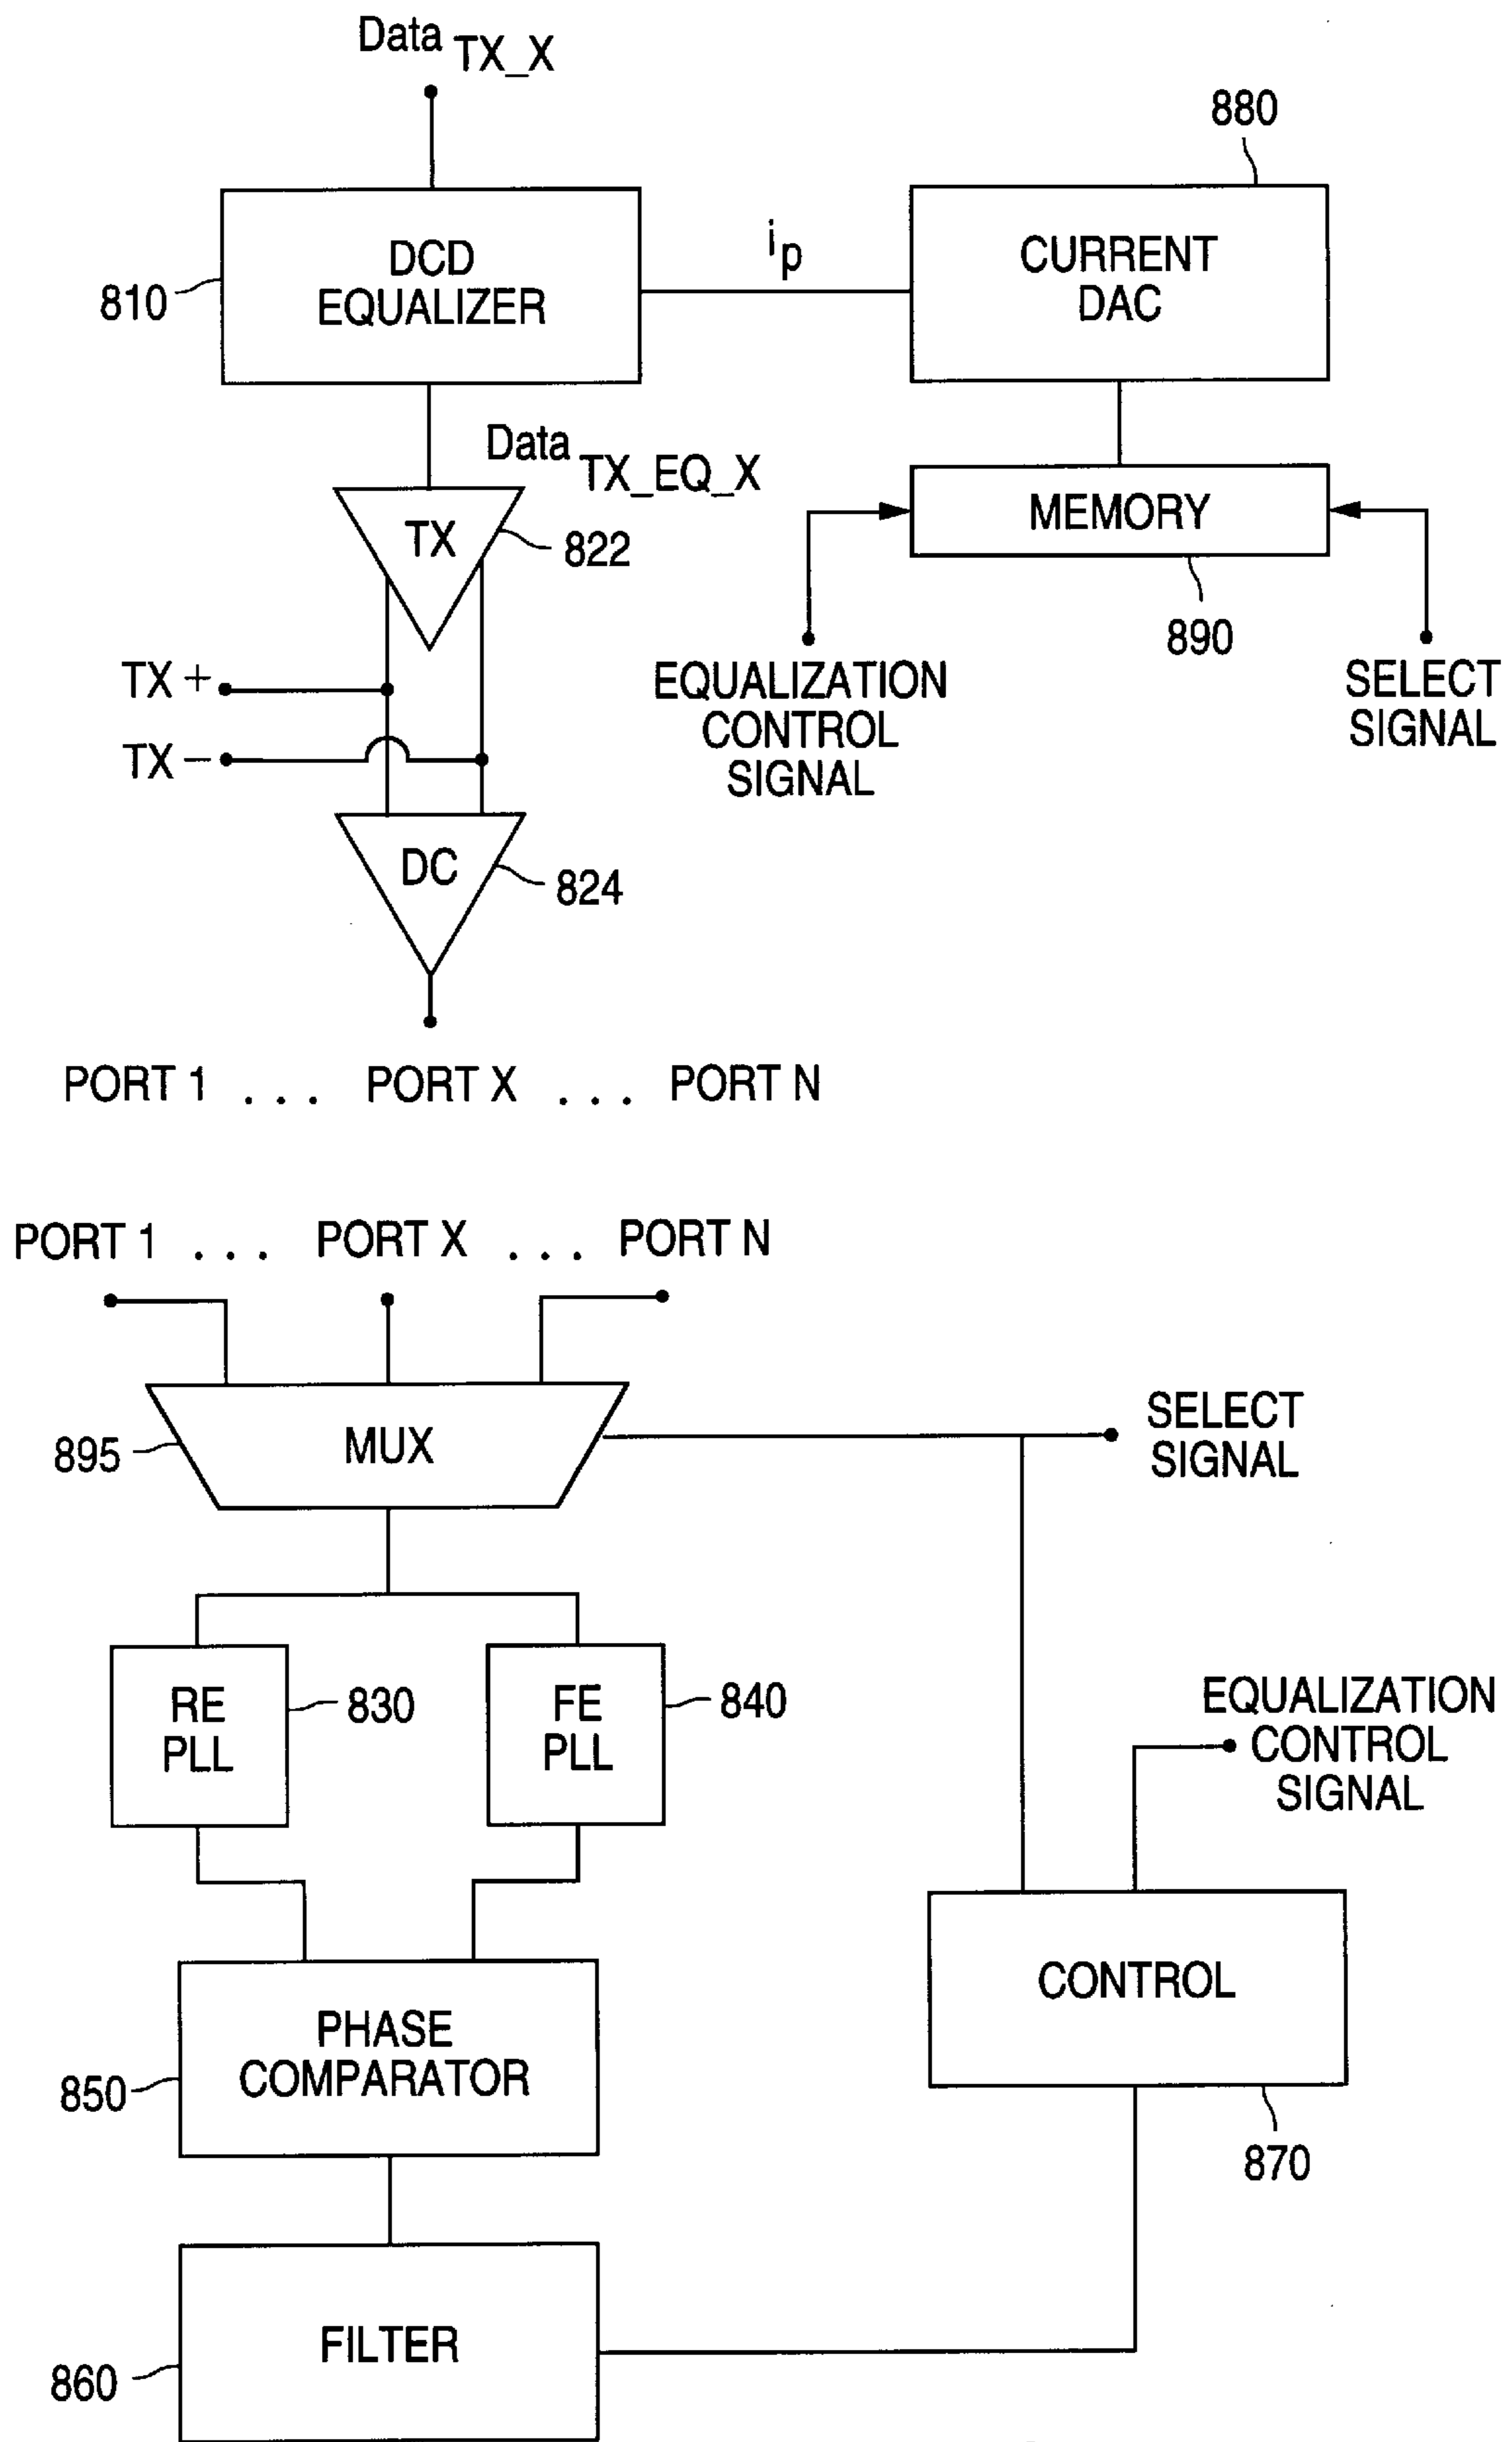 Data TX_X
880
DCD
EQUALIZER
810
i p
CURRENT
DAC
Data TX_EQ_X
TX
822
MEMORY
890
TX +
TX −
EQUALIZATION
CONTROL
SIGNAL
SELECT
SIGNAL
DC
824
PORT 1 . . . PORT X . . . PORT N
PORT 1 . . . PORT X . . . PORT N
MUX
895
SELECT
SIGNAL
RE
PLL
830
FE
PLL
840
EQUALIZATION
CONTROL
SIGNAL
PHASE
COMPARATOR
850
CONTROL
870
FILTER
860